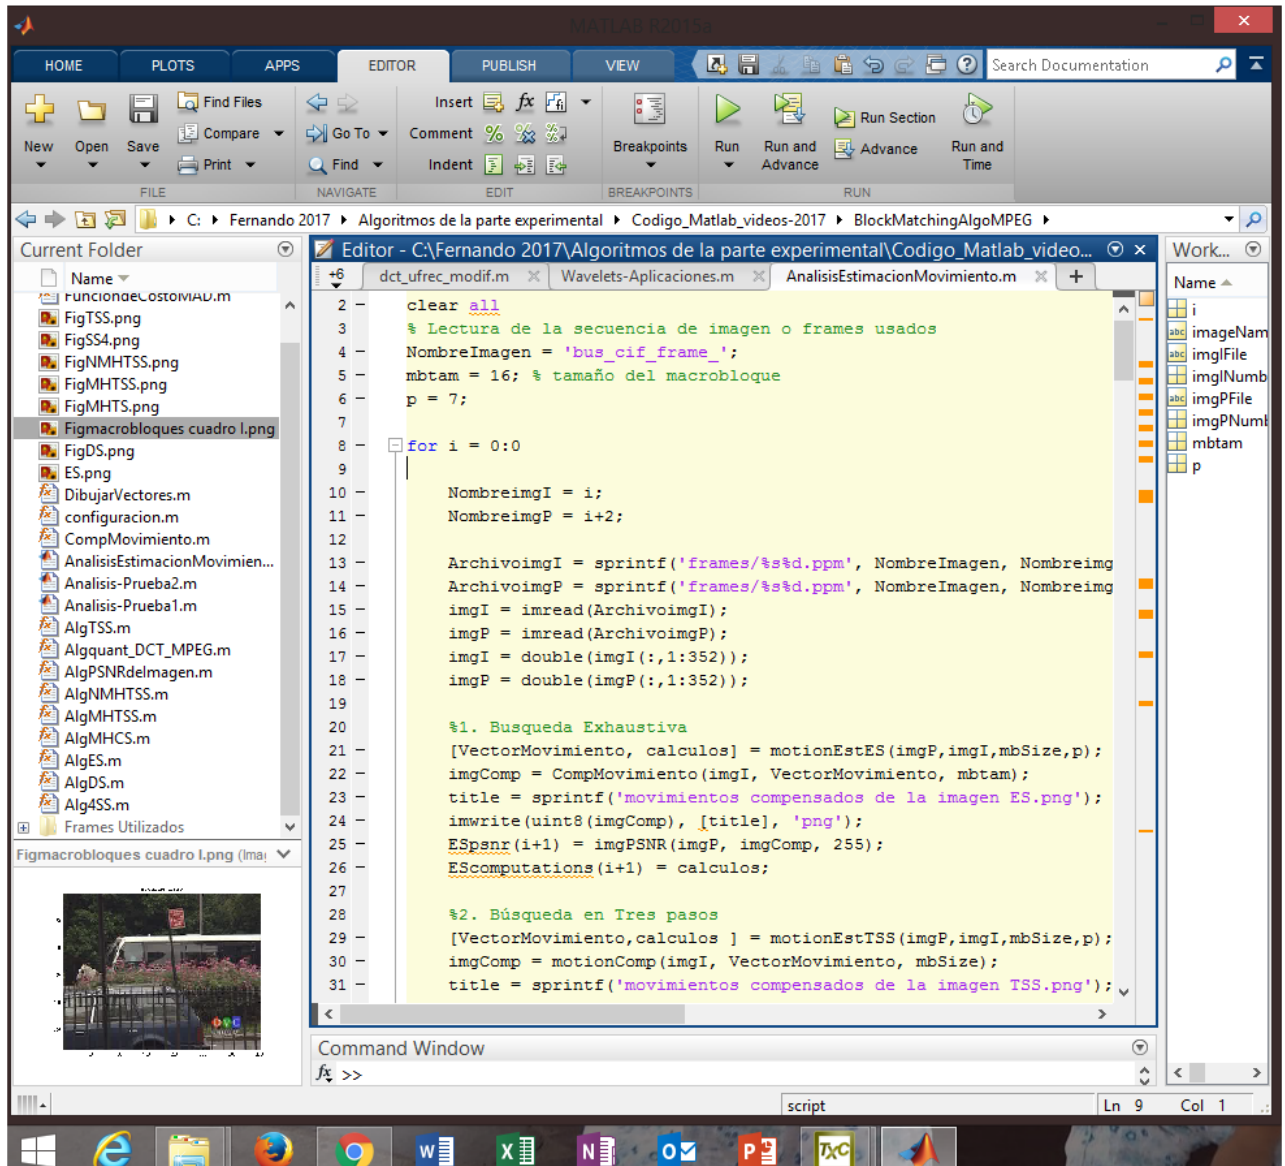 MATLAB R2015a
HOME PLOTS APPS EDITOR PUBLISH VIEW Search Documentation
Find Files Insert fx
New Open Save Compare Go To Comment Breakpoints Run Run and Advance Run Section Advance Run and Time
Print Find Indent
FILE NAVIGATE EDIT BREAKPOINTS RUN
C: Fernando 2017 Algoritmos de la parte experimental Codigo_Matlab_videos-2017 BlockMatchingAlgoMPEG
Current Folder
Name
FunciondeCostoMAD.m
FigTSS.png
FigSS4.png
FigNMHTSS.png
FigMHTSS.png
FigMHTS.png
Figmacrobloques cuadro I.png
FigDS.png
ES.png
DibujarVectores.m
configuracion.m
CompMovimiento.m
AnalisisEstimacionMovimien...
Analisis-Prueba2.m
Analisis-Prueba1.m
AlgTSS.m
Algquant_DCT_MPEG.m
AlgPSNRdeImagen.m
AlgNMHTSS.m
AlgMHTSS.m
AlgMHCS.m
AlgES.m
AlgDS.m
Alg4SS.m
Frames Utilizados
Figmacrobloques cuadro I.png (Imag
Editor - C:\Fernando 2017\Algoritmos de la parte experimental\Codigo_Matlab_video...
+6 dct_ufrec_modif.m Wavelets-Aplicaciones.m AnalisisEstimacionMovimiento.m
2 – clear all
3 % Lectura de la secuencia de imagen o frames usados
4 – NombreImagen = 'bus_cif_frame_';
5 – mbtam = 16; % tamaño del macrobloque
6 – p = 7;
7
8 – for i = 0:0
9
10 – NombreimgI = i;
11 – NombreimgP = i+2;
12
13 – ArchivoimgI = sprintf('frames/%s%d.ppm', NombreImagen, Nombreimg
14 – ArchivoimgP = sprintf('frames/%s%d.ppm', NombreImagen, Nombreimg
15 – imgI = imread(ArchivoimgI);
16 – imgP = imread(ArchivoimgP);
17 – imgI = double(imgI(:,1:352));
18 – imgP = double(imgP(:,1:352));
19
20 %1. Busqueda Exhaustiva
21 – [VectorMovimiento, calculos] = motionEstES(imgP,imgI,mbSize,p);
22 – imgComp = CompMovimiento(imgI, VectorMovimiento, mbtam);
23 – title = sprintf('movimientos compensados de la imagen ES.png');
24 – imwrite(uint8(imgComp), [title], 'png');
25 – ESpsnr(i+1) = imgPSNR(imgP, imgComp, 255);
26 – EScomputations(i+1) = calculos;
27
28 %2. Búsqueda en Tres pasos
29 – [VectorMovimiento,calculos ] = motionEstTSS(imgP,imgI,mbSize,p);
30 – imgComp = motionComp(imgI, VectorMovimiento, mbSize);
31 – title = sprintf('movimientos compensados de la imagen TSS.png');
Command Window
fx >>
Work...
Name
i
imageNam
imgIFile
imgINumb
imgPFile
imgPNumb
mbtam
p
script Ln 9 Col 1